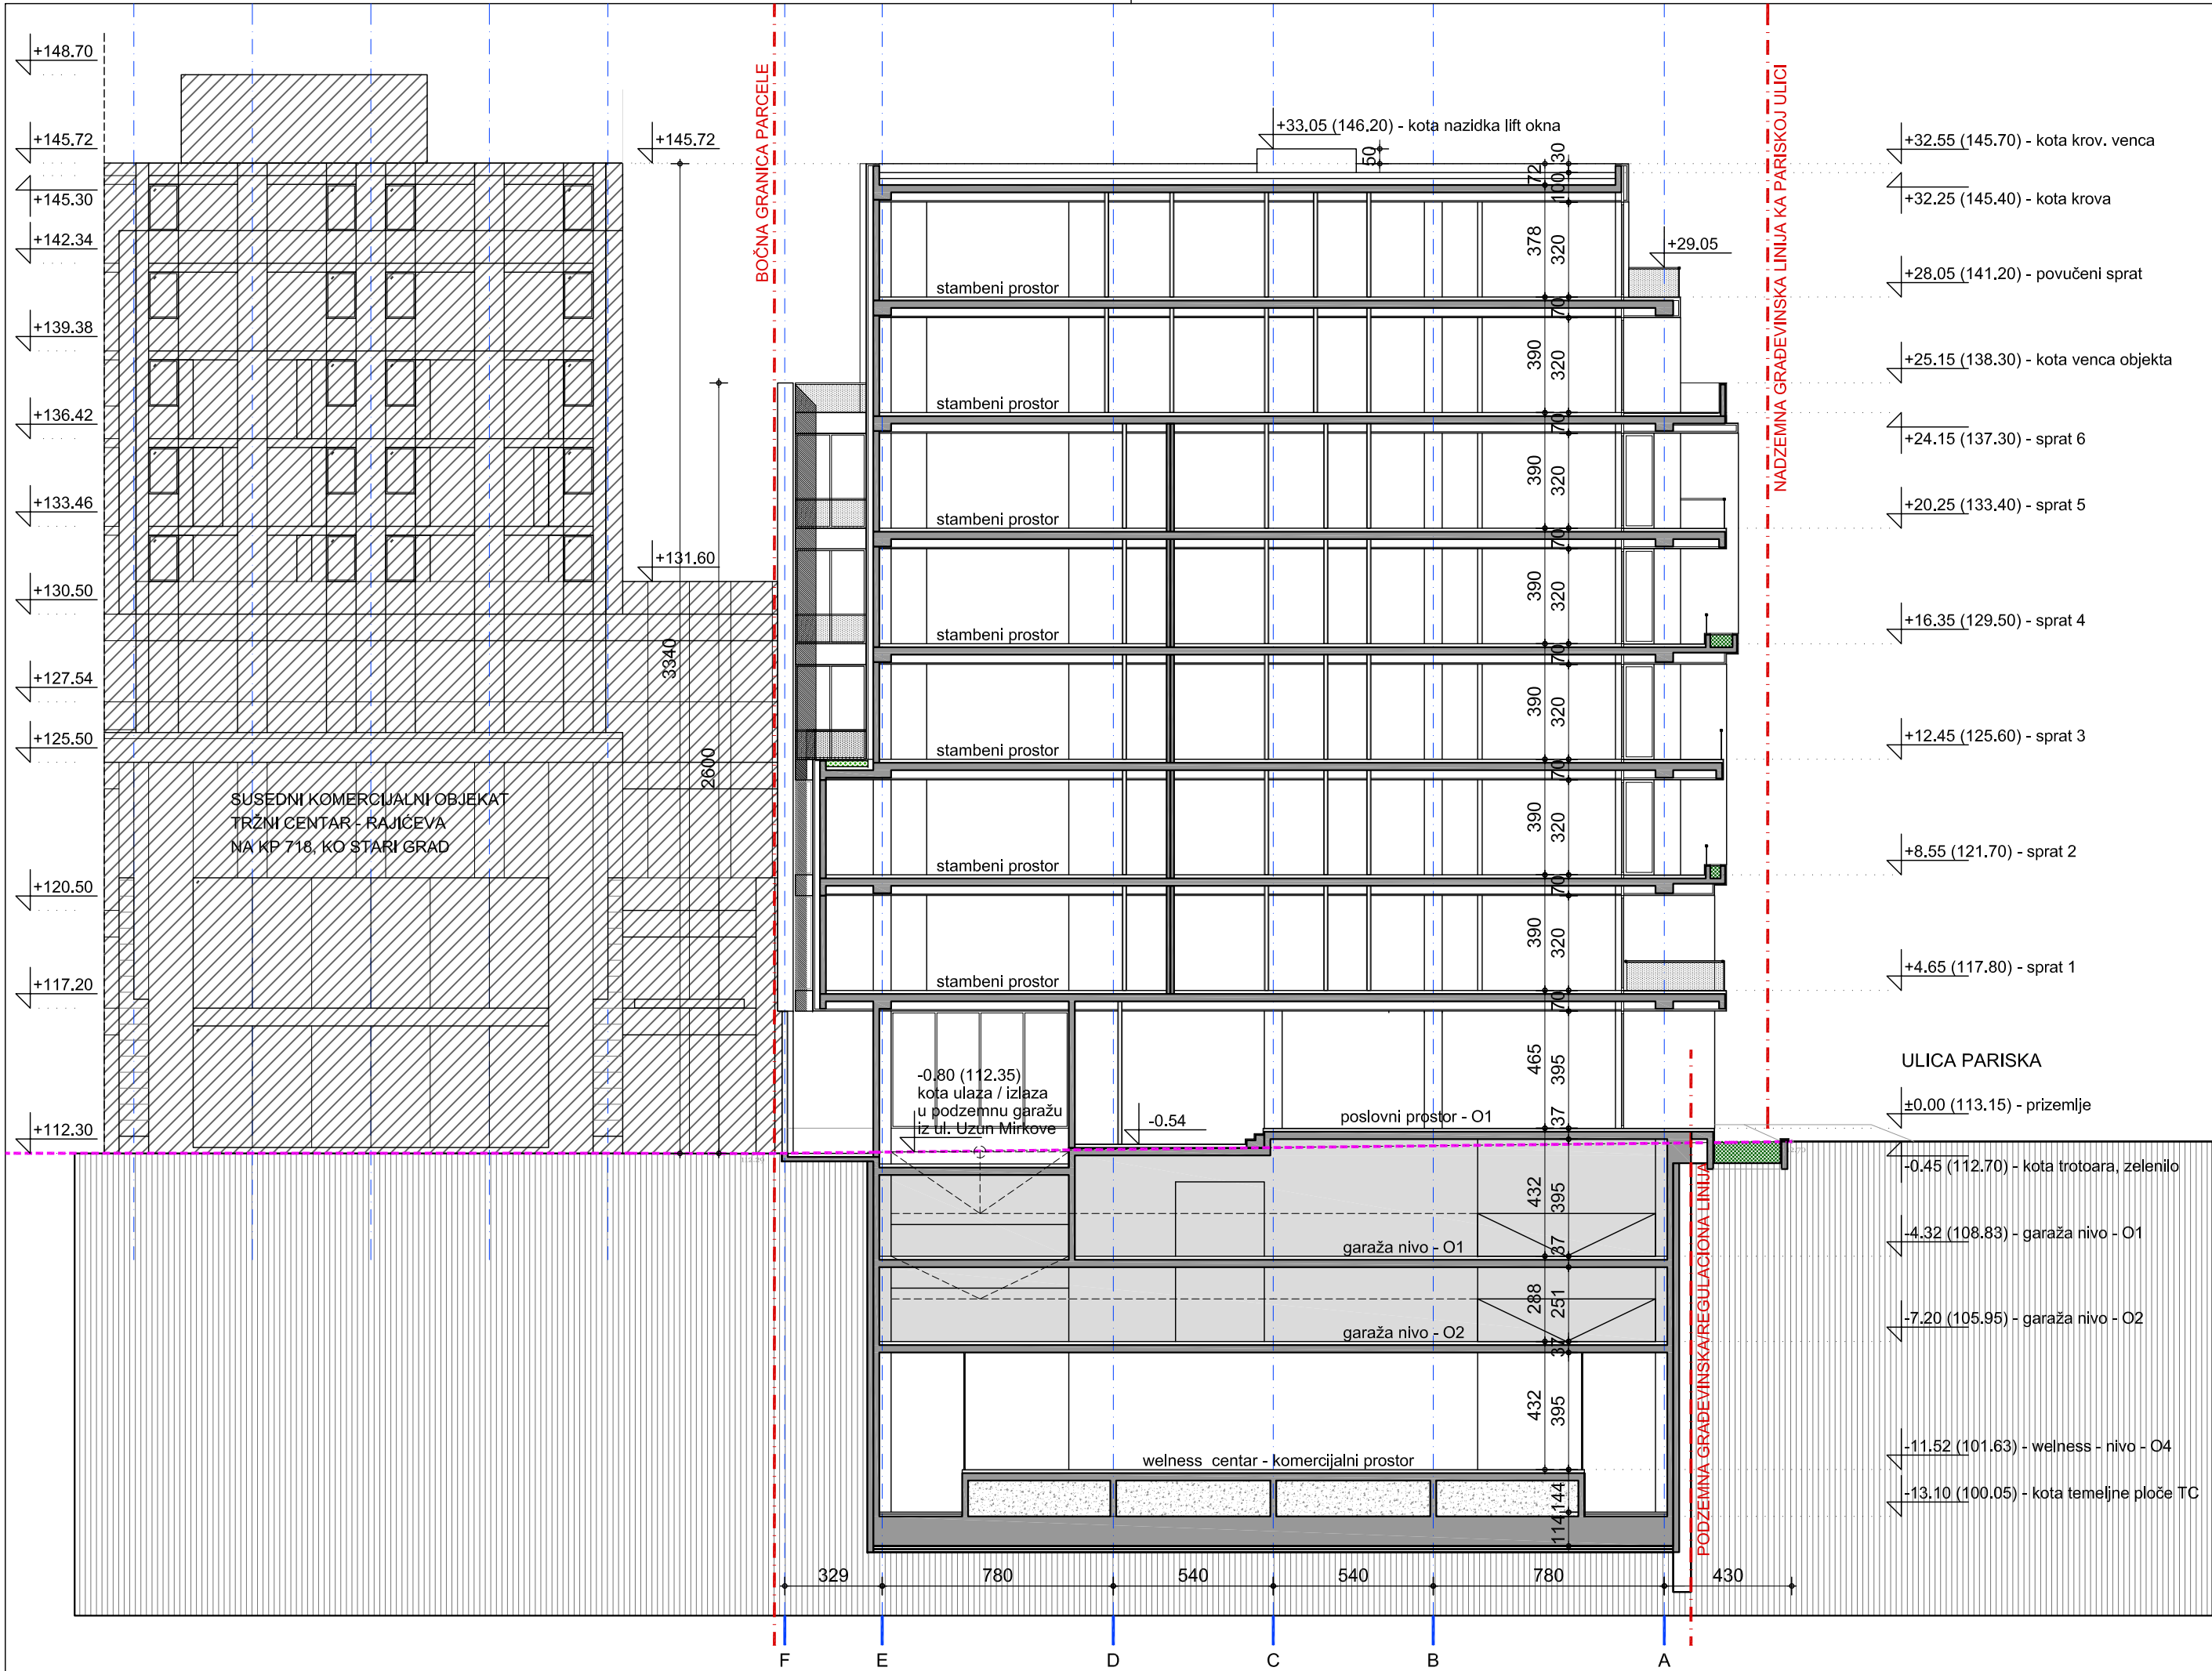 +148.70
+145.72
+145.30
+142.34
+139.38
+136.42
+133.46
+130.50
+127.54
+125.50
+120.50
+117.20
+112.30
SUSEDNI KOMERCIJALNI OBJEKAT
TRŽNI CENTAR - RAJIĆEVA
NA KP 718, KO STARI GRAD
+145.72
+131.60
3340
2600
BOČNA GRANICA PARCELE
+33.05 (146.20) - kota nazidka lift okna
50
30
72
100
378
320
+29.05
stambeni prostor
70
390
320
stambeni prostor
70
390
320
stambeni prostor
70
390
320
stambeni prostor
70
390
320
stambeni prostor
70
390
320
stambeni prostor
70
390
320
stambeni prostor
70
465
395
-0.80 (112.35)
kota ulaza / izlaza
u podzemnu garažu
iz ul. Uzun Mirkove
-0.54
poslovni prostor - O1
37
432
395
garaža nivo - O1
37
288
251
garaža nivo - O2
37
432
395
welness centar - komercijalni prostor
144
114
329
780
540
540
780
430
F
E
D
C
B
A
NADZEMNA GRAĐEVINSKA LINIJA KA PARISKOJ ULICI
PODZEMNA GRAĐEVINSKA/REGULACIONA LINIJA
+32.55 (145.70) - kota krov. venca
+32.25 (145.40) - kota krova
+28.05 (141.20) - povučeni sprat
+25.15 (138.30) - kota venca objekta
+24.15 (137.30) - sprat 6
+20.25 (133.40) - sprat 5
+16.35 (129.50) - sprat 4
+12.45 (125.60) - sprat 3
+8.55 (121.70) - sprat 2
+4.65 (117.80) - sprat 1
ULICA PARISKA
±0.00 (113.15) - prizemlje
-0.45 (112.70) - kota trotoara, zelenilo
-4.32 (108.83) - garaža nivo - O1
-7.20 (105.95) - garaža nivo - O2
-11.52 (101.63) - welness - nivo - O4
-13.10 (100.05) - kota temeljne ploče TC